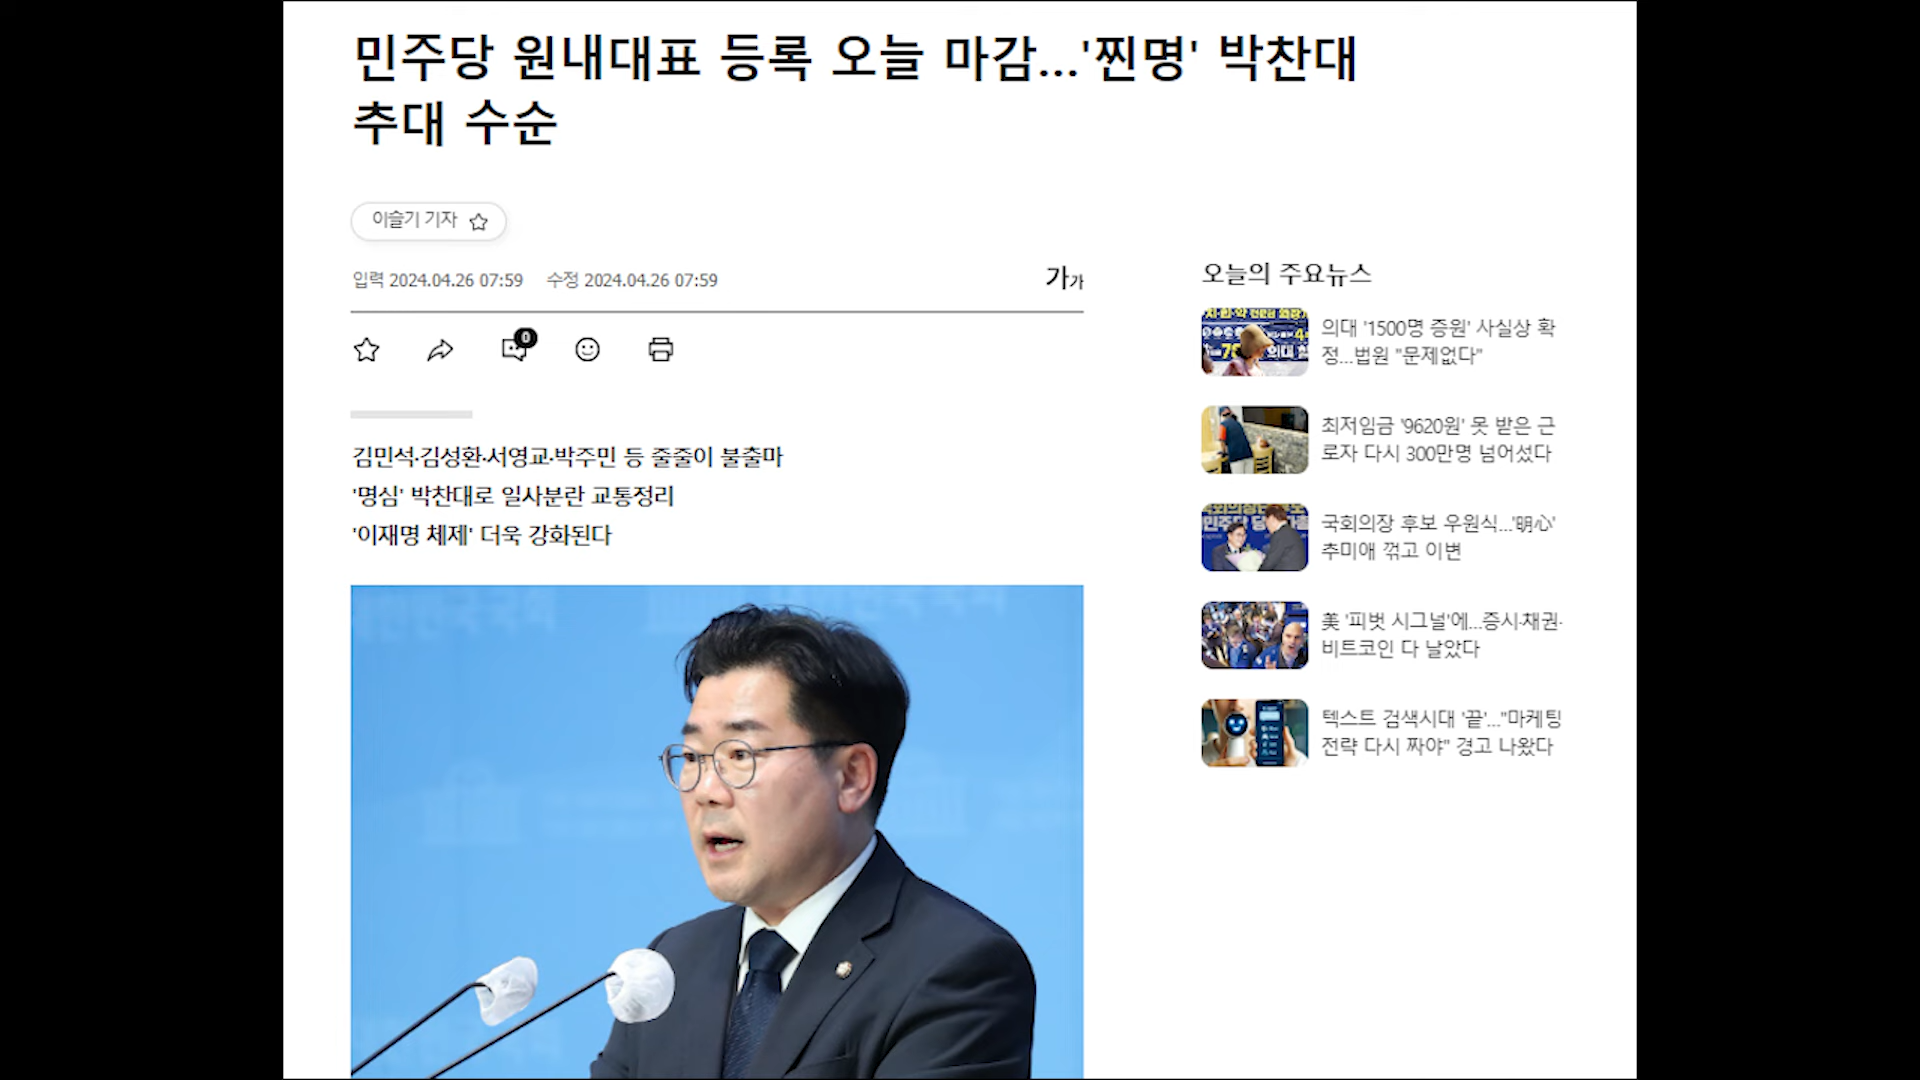 민주당 원내대표 등록 오늘 마감...'찐명' 박찬대
추대 수순
이슬기 기자
입력 2024.04.26 07:59 수정 2024.04.26 07:59
가가
0
김민석·김성환·서영교·박주민 등 줄줄이 불출마
'명심' 박찬대로 일사분란 교통정리
'이재명 체제' 더욱 강화된다
오늘의 주요뉴스
의대 '1500명 증원' 사실상 확
정...법원 "문제없다"
최저임금 '9620원' 못 받은 근
로자 다시 300만명 넘어섰다
국회의장 후보 우원식...'明心'
추미애 꺾고 이변
美 '피벗 시그널'에...증시·채권·
비트코인 다 날았다
텍스트 검색시대 '끝'..."마케팅
전략 다시 짜야" 경고 나왔다